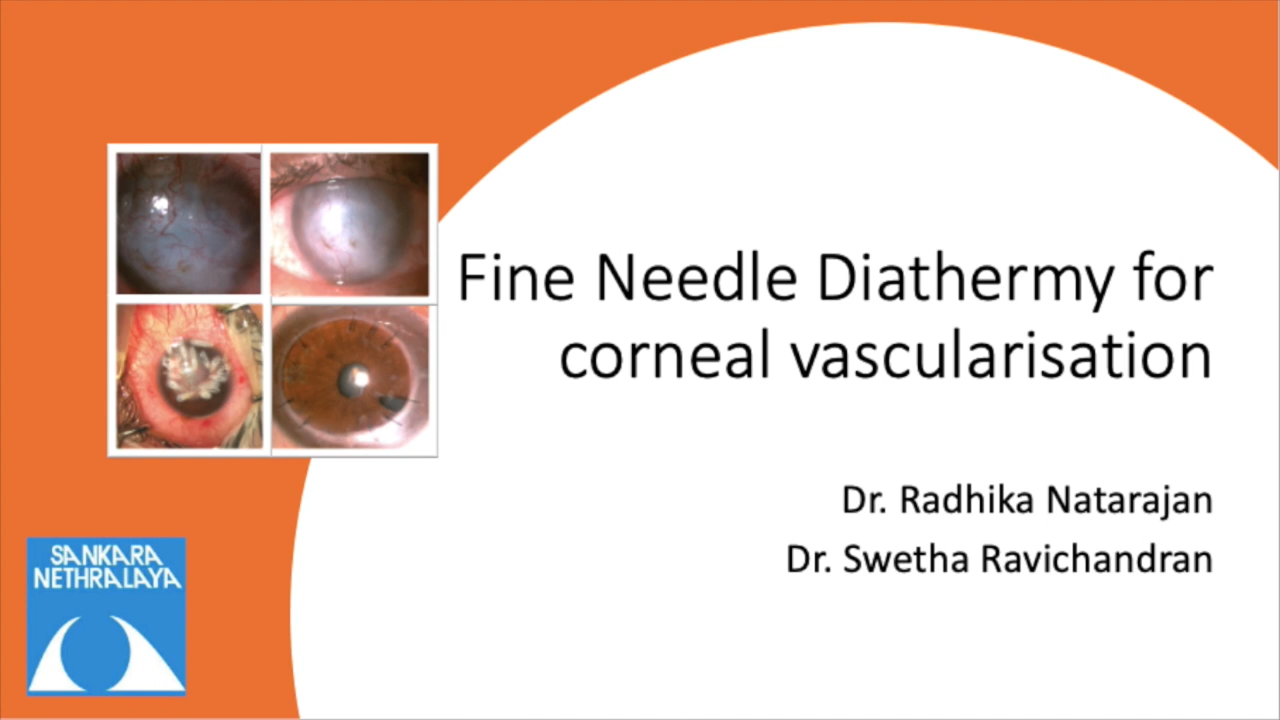 Fine Needle Diathermy for
corneal vascularisation
Dr. Radhika Natarajan
Dr. Swetha Ravichandran
SANKARA
NETHRALAYA